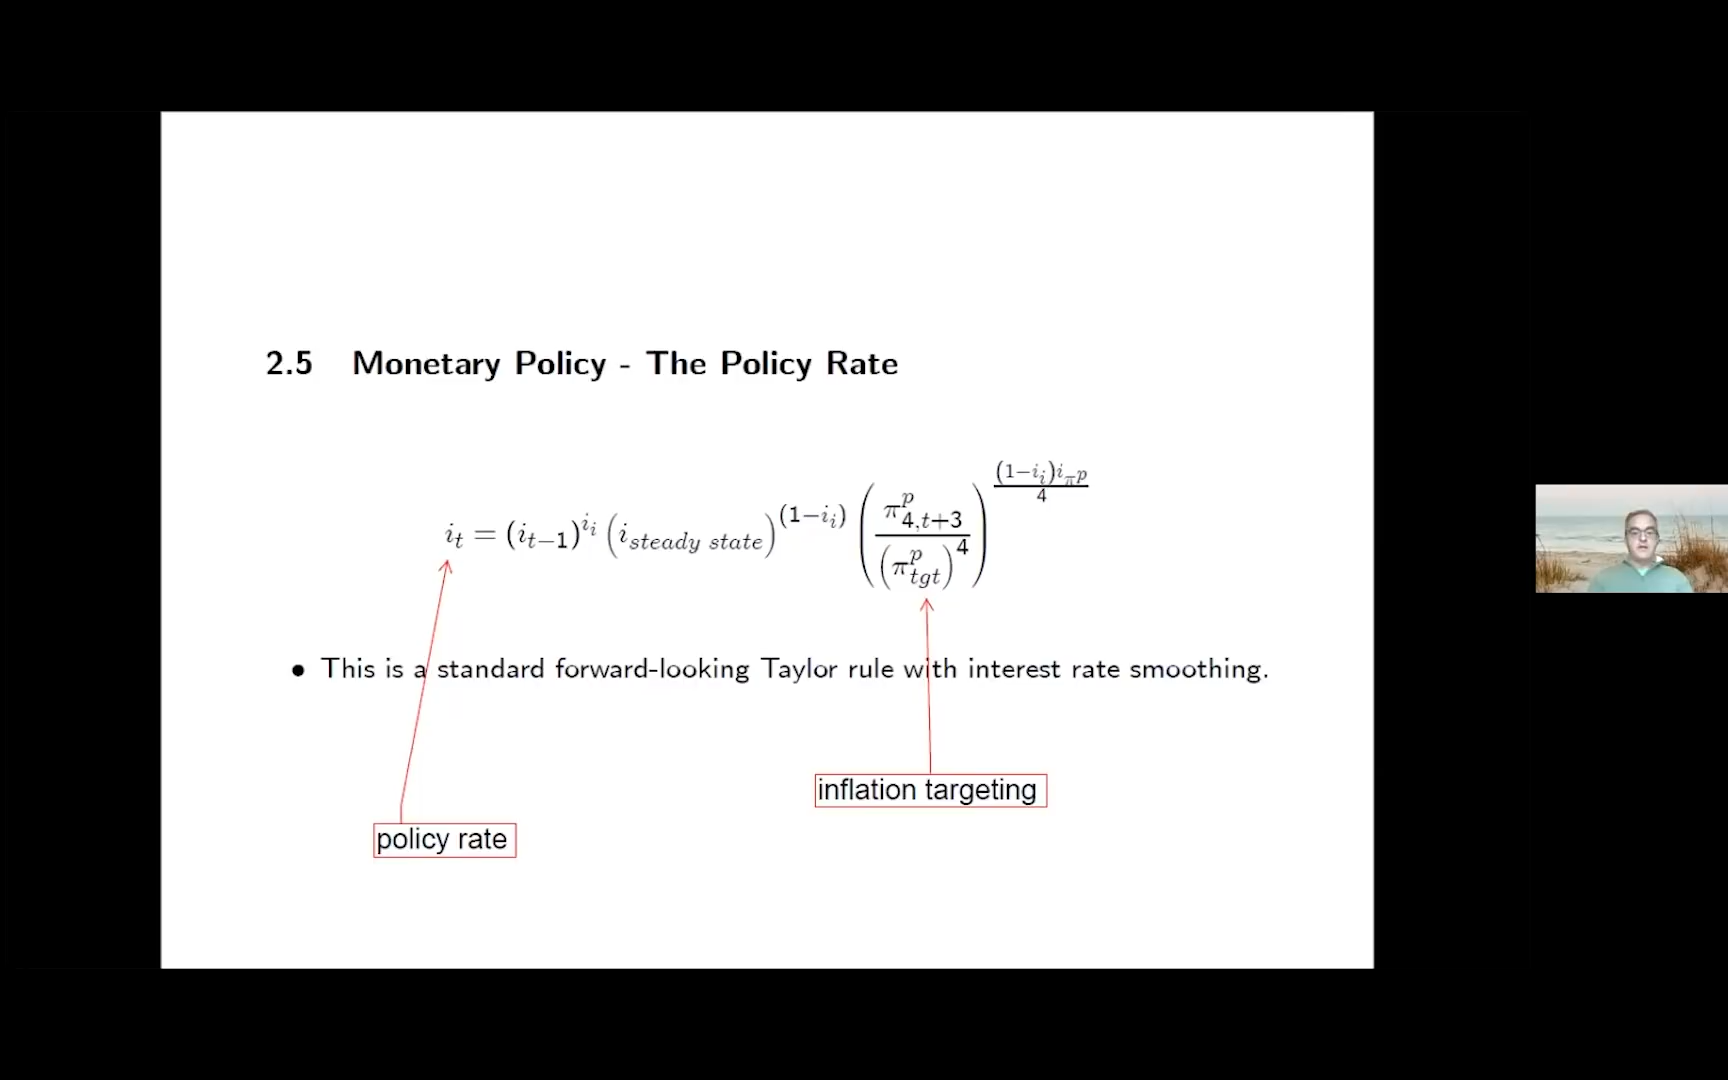 2.5 Monetary Policy - The Policy Rate
i_t = (i_{t-1})^{i_i} (i_{steady state})^{(1-i_i)} (π^p_{4,t+3} / (π^p_{tgt})^4)^{(1-i_i)i_{π^p}/4}
• This is a standard forward-looking Taylor rule with interest rate smoothing.
inflation targeting
policy rate